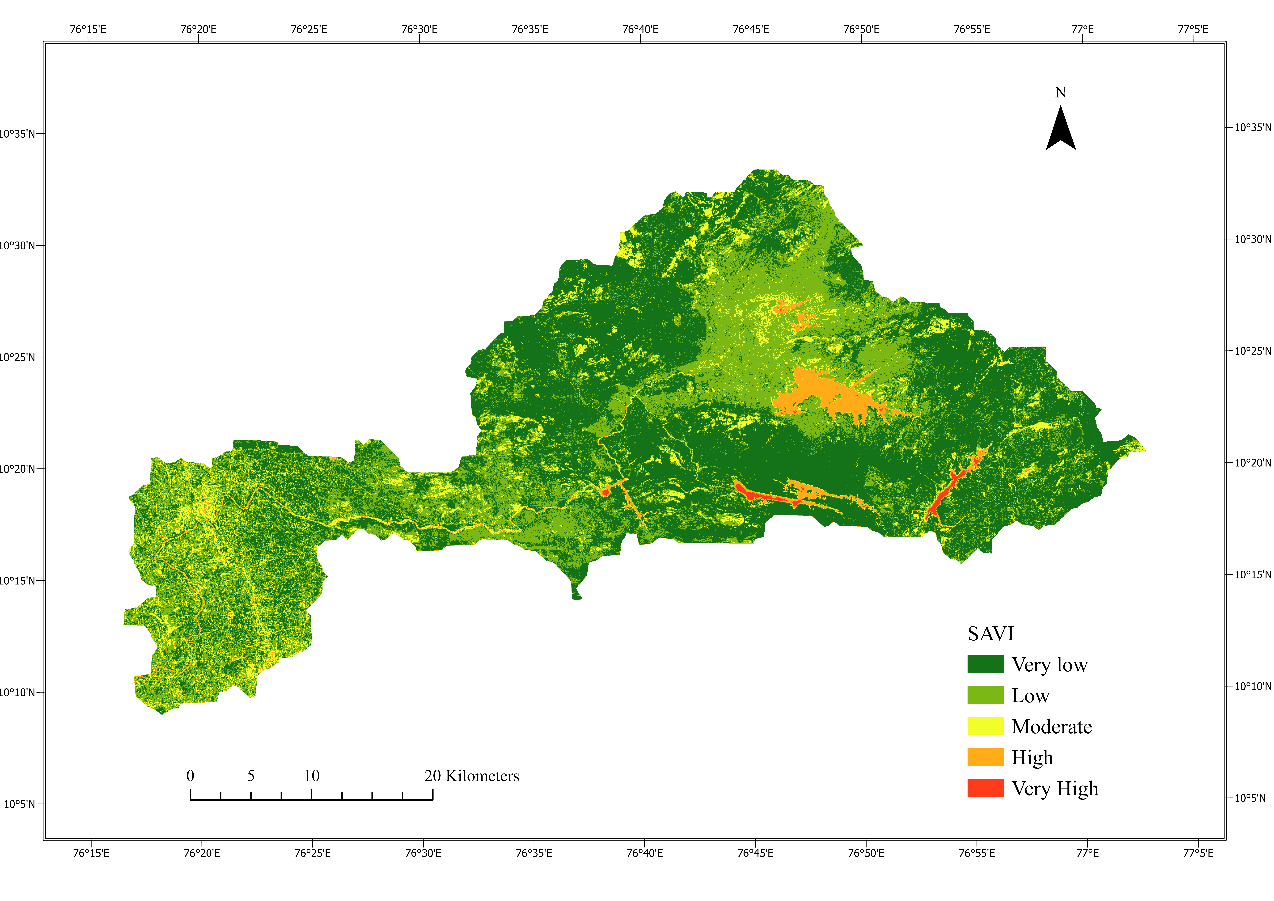 76°15'E 76°20'E 76°25'E 76°30'E 76°35'E 76°40'E 76°45'E 76°50'E 76°55'E 77°0'E 77°5'E
N
10°35'N 10°35'N
10°30'N 10°30'N
10°25'N 10°25'N
10°20'N 10°20'N
10°15'N 10°15'N
SAVI
Very low
10°10'N 10°10'N
Low
Moderate
High
0 5 10 20 Kilometers
Very High
10°5'N 10°5'N
76°15'E 76°20'E 76°25'E 76°30'E 76°35'E 76°40'E 76°45'E 76°50'E 76°55'E 77°0'E 77°5'E